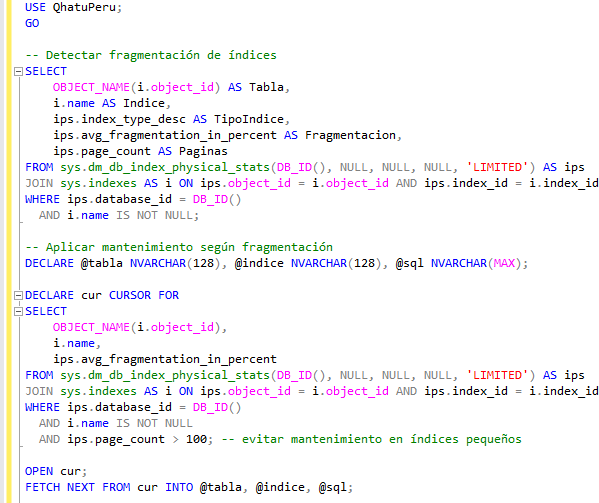 USE QhatuPeru;
GO

-- Detectar fragmentación de índices
SELECT
    OBJECT_NAME(i.object_id) AS Tabla,
    i.name AS Indice,
    ips.index_type_desc AS TipoIndice,
    ips.avg_fragmentation_in_percent AS Fragmentacion,
    ips.page_count AS Paginas
FROM sys.dm_db_index_physical_stats(DB_ID(), NULL, NULL, NULL, 'LIMITED') AS ips
JOIN sys.indexes AS i ON ips.object_id = i.object_id AND ips.index_id = i.index_id
WHERE ips.database_id = DB_ID()
  AND i.name IS NOT NULL;

-- Aplicar mantenimiento según fragmentación
DECLARE @tabla NVARCHAR(128), @indice NVARCHAR(128), @sql NVARCHAR(MAX);

DECLARE cur CURSOR FOR
SELECT
    OBJECT_NAME(i.object_id),
    i.name,
    ips.avg_fragmentation_in_percent
FROM sys.dm_db_index_physical_stats(DB_ID(), NULL, NULL, NULL, 'LIMITED') AS ips
JOIN sys.indexes AS i ON ips.object_id = i.object_id AND ips.index_id = i.index_id
WHERE ips.database_id = DB_ID()
  AND i.name IS NOT NULL
  AND ips.page_count > 100; -- evitar mantenimiento en índices pequeños

OPEN cur;
FETCH NEXT FROM cur INTO @tabla, @indice, @sql;